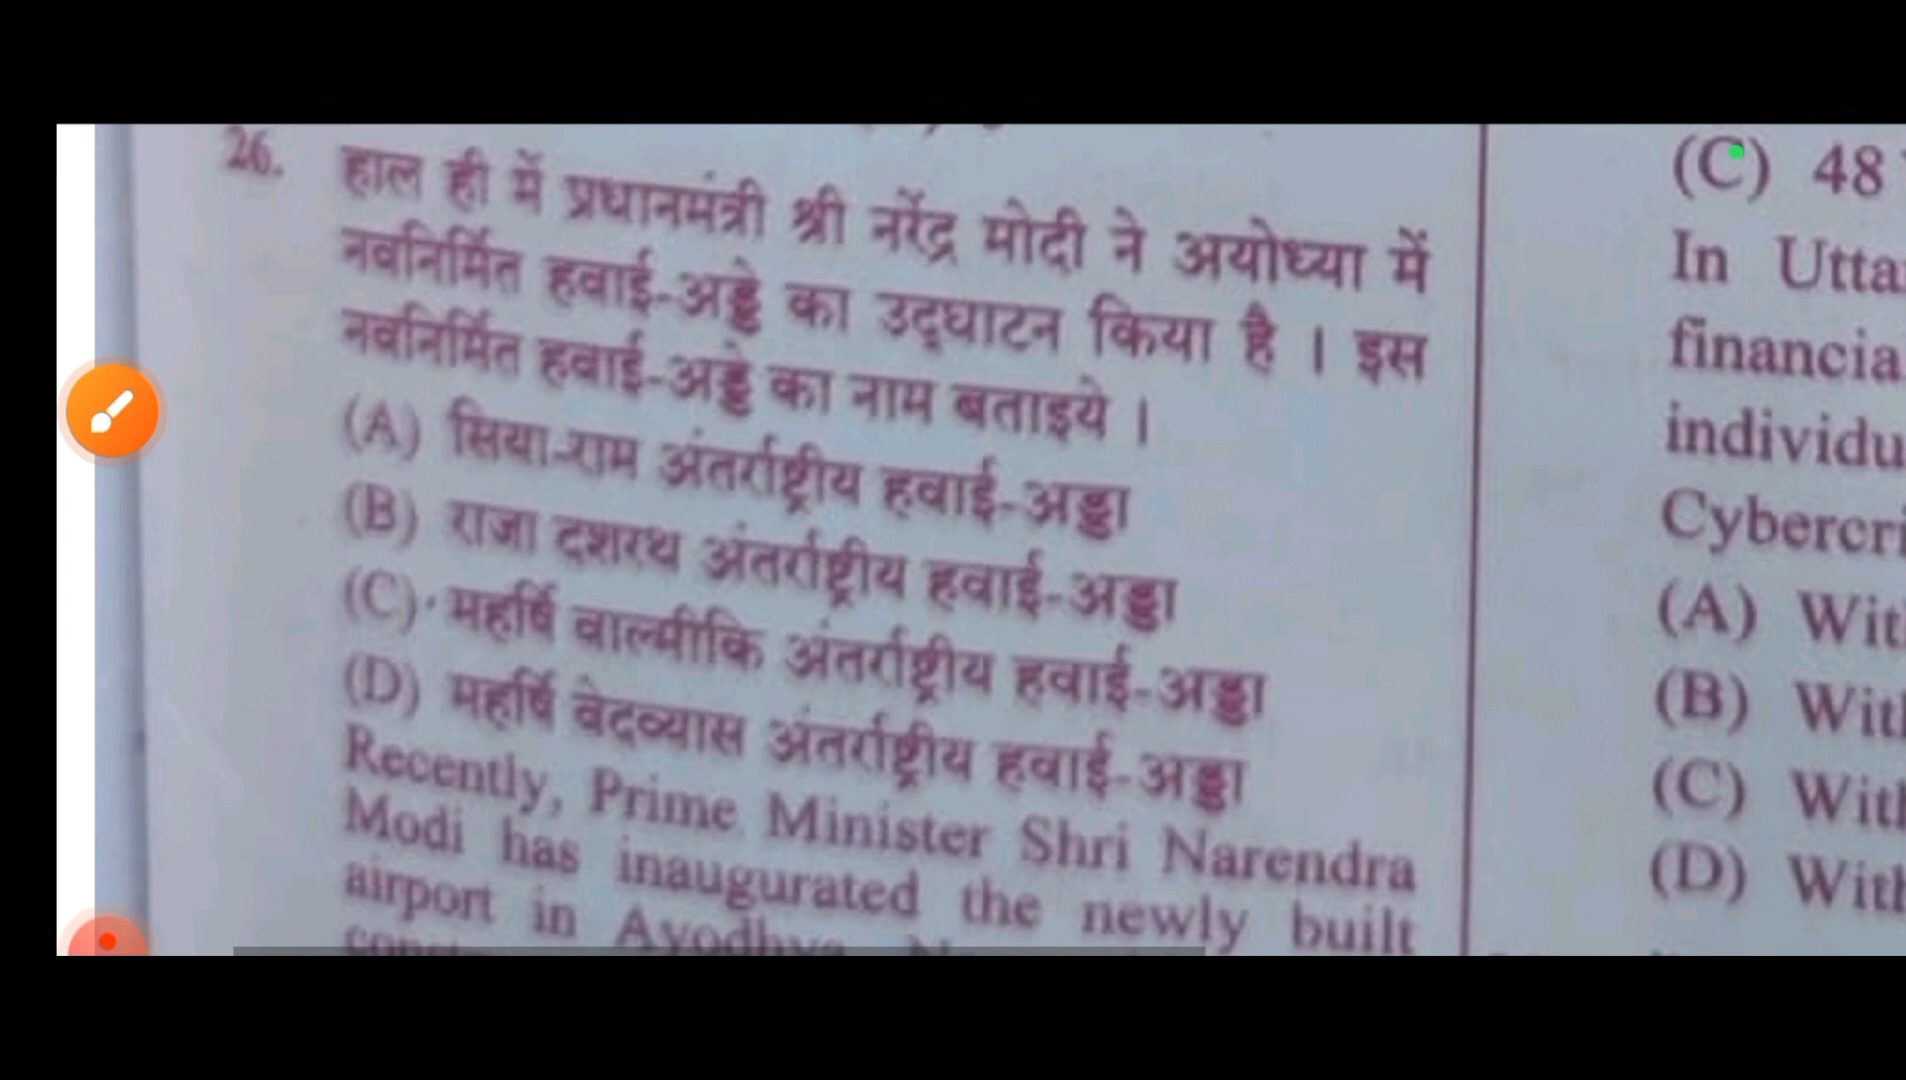 26. हाल ही में प्रधानमंत्री श्री नरेंद्र मोदी ने अयोध्या में
नवनिर्मित हवाई-अड्डे का उद्घाटन किया है । इस
नवनिर्मित हवाई-अड्डे का नाम बताइये ।
(A) सिया-राम अंतर्राष्ट्रीय हवाई-अड्डा
(B) राजा दशरथ अंतर्राष्ट्रीय हवाई-अड्डा
(C) महर्षि वाल्मीकि अंतर्राष्ट्रीय हवाई-अड्डा
(D) महर्षि वेदव्यास अंतर्राष्ट्रीय हवाई-अड्डा
Recently, Prime Minister Shri Narendra
Modi has inaugurated the newly built
airport in Ayodhya
(C) 48
In Utta
financia
individu
Cybercri
(A) Wit
(B) Wit
(C) Wit
(D) Wit